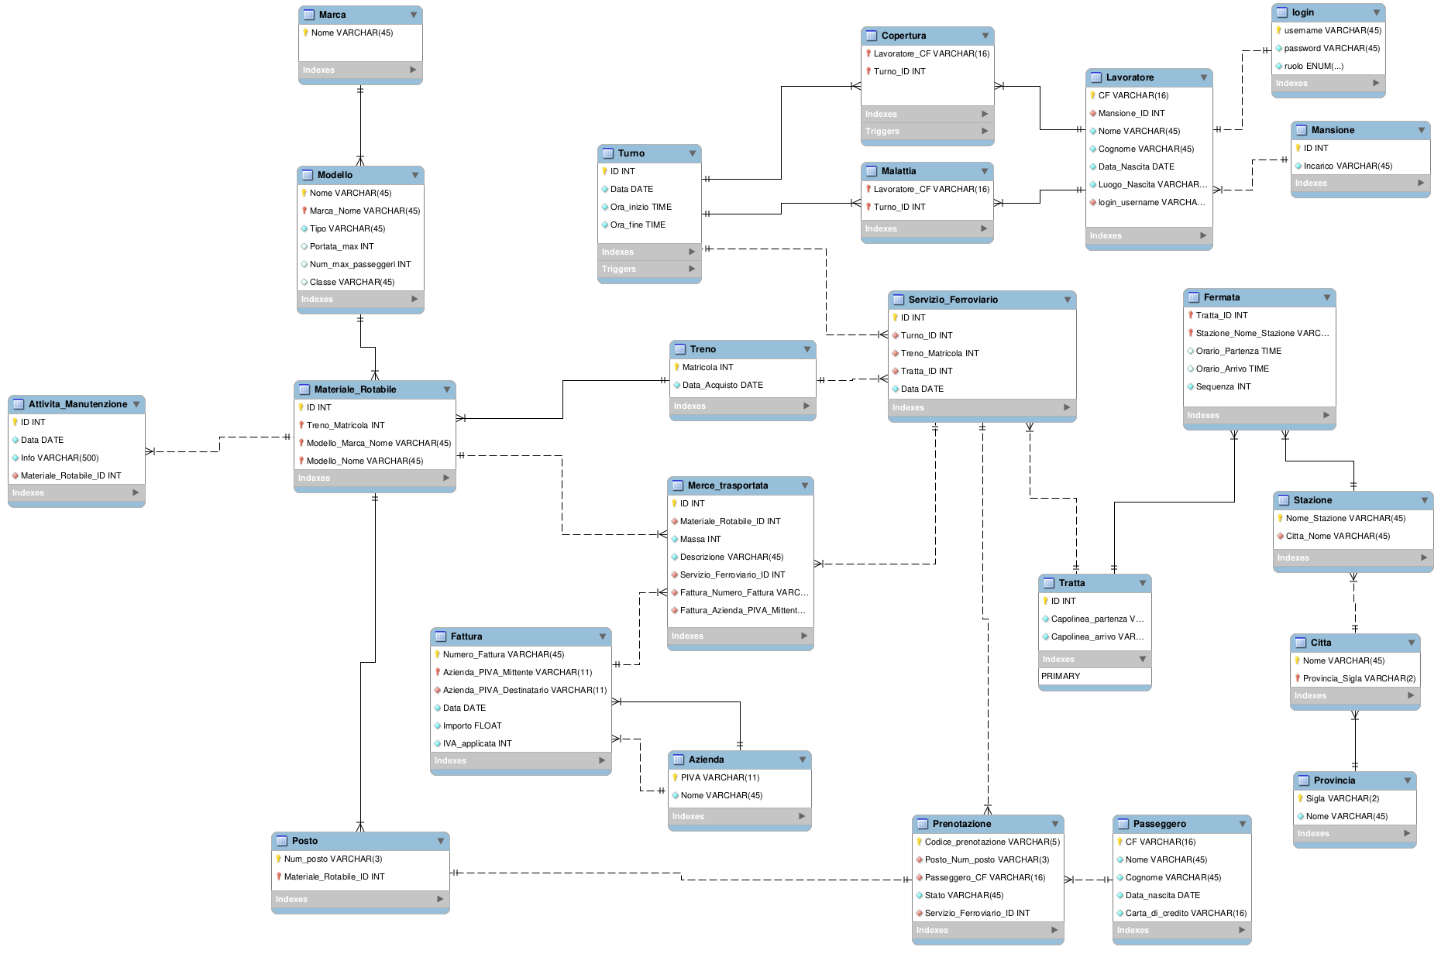 Marca
Nome VARCHAR(45)
Indexes
Modello
Nome VARCHAR(45)
Marca_Nome VARCHAR(45)
Tipo VARCHAR(45)
Portata_max INT
Num_max_passeggeri INT
Classe VARCHAR(45)
Indexes
Materiale_Rotabile
ID INT
Treno_Matricola INT
Modello_Marca_Nome VARCHAR(45)
Modello_Nome VARCHAR(45)
Indexes
Attivita_Manutenzione
ID INT
Data DATE
Info VARCHAR(500)
Materiale_Rotabile_ID INT
Indexes
Turno
ID INT
Data DATE
Ora_inizio TIME
Ora_fine TIME
Indexes
Triggers
Copertura
Lavoratore_CF VARCHAR(16)
Turno_ID INT
Indexes
Triggers
Malattia
Lavoratore_CF VARCHAR(16)
Turno_ID INT
Indexes
Lavoratore
CF VARCHAR(16)
Mansione_ID INT
Nome VARCHAR(45)
Cognome VARCHAR(45)
Data_Nascita DATE
Luogo_Nascita VARCHAR...
login_username VARCHA...
Indexes
login
username VARCHAR(45)
password VARCHAR(45)
ruolo ENUM(...)
Indexes
Mansione
ID INT
Incarico VARCHAR(45)
Indexes
Treno
Matricola INT
Data_Acquisto DATE
Indexes
Servizio_Ferroviario
ID INT
Turno_ID INT
Treno_Matricola INT
Tratta_ID INT
Data DATE
Indexes
Fermata
Tratta_ID INT
Stazione_Nome_Stazione VARC...
Orario_Partenza TIME
Orario_Arrivo TIME
Sequenza INT
Indexes
Merce_trasportata
ID INT
Materiale_Rotabile_ID INT
Massa INT
Descrizione VARCHAR(45)
Servizio_Ferroviario_ID INT
Fattura_Numero_Fattura VARC...
Fattura_Azienda_PIVA_Mittent...
Indexes
Stazione
Nome_Stazione VARCHAR(45)
Citta_Nome VARCHAR(45)
Indexes
Tratta
ID INT
Capolinea_partenza V...
Capolinea_arrivo VAR...
Indexes
PRIMARY
Citta
Nome VARCHAR(45)
Provincia_Sigla VARCHAR(2)
Indexes
Fattura
Numero_Fattura VARCHAR(45)
Azienda_PIVA_Mittente VARCHAR(11)
Azienda_PIVA_Destinatario VARCHAR(11)
Data DATE
Importo FLOAT
IVA_applicata INT
Indexes
Azienda
PIVA VARCHAR(11)
Nome VARCHAR(45)
Indexes
Provincia
Sigla VARCHAR(2)
Nome VARCHAR(45)
Indexes
Posto
Num_posto VARCHAR(3)
Materiale_Rotabile_ID INT
Indexes
Prenotazione
Codice_prenotazione VARCHAR(5)
Posto_Num_posto VARCHAR(3)
Passeggero_CF VARCHAR(16)
Stato VARCHAR(45)
Servizio_Ferroviario_ID INT
Indexes
Passeggero
CF VARCHAR(16)
Nome VARCHAR(45)
Cognome VARCHAR(45)
Data_nascita DATE
Carta_di_credito VARCHAR(16)
Indexes